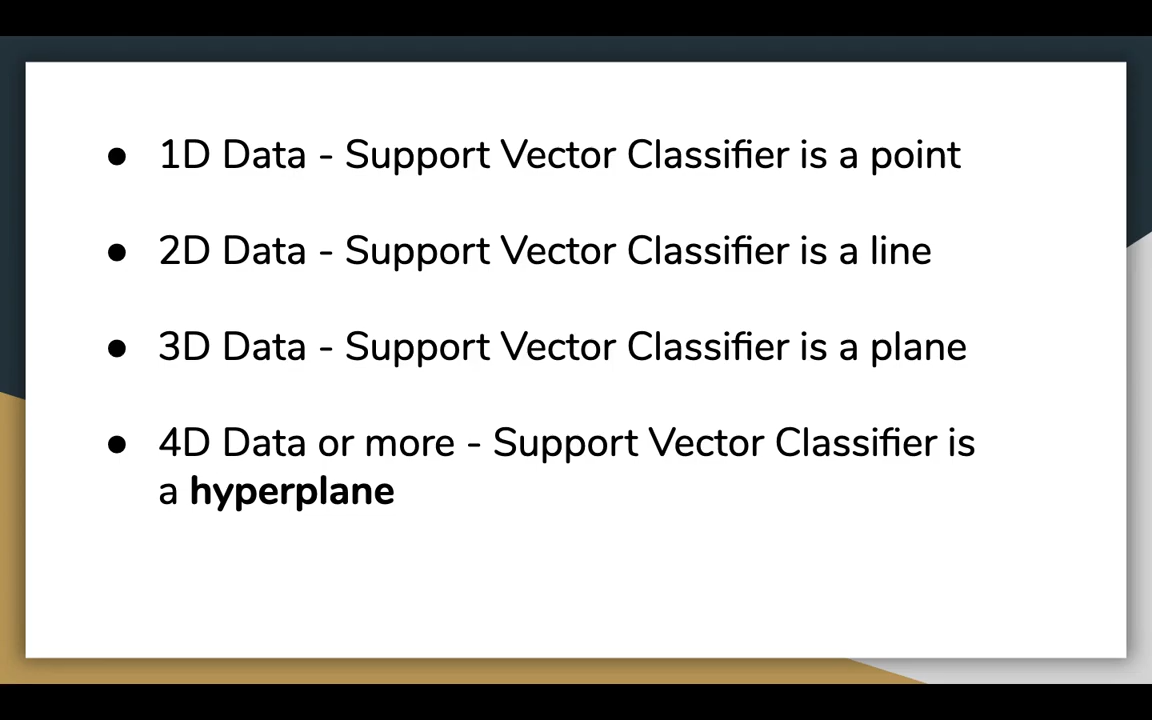 ● 1D Data - Support Vector Classifier is a point
● 2D Data - Support Vector Classifier is a line
● 3D Data - Support Vector Classifier is a plane
● 4D Data or more - Support Vector Classifier is
a hyperplane